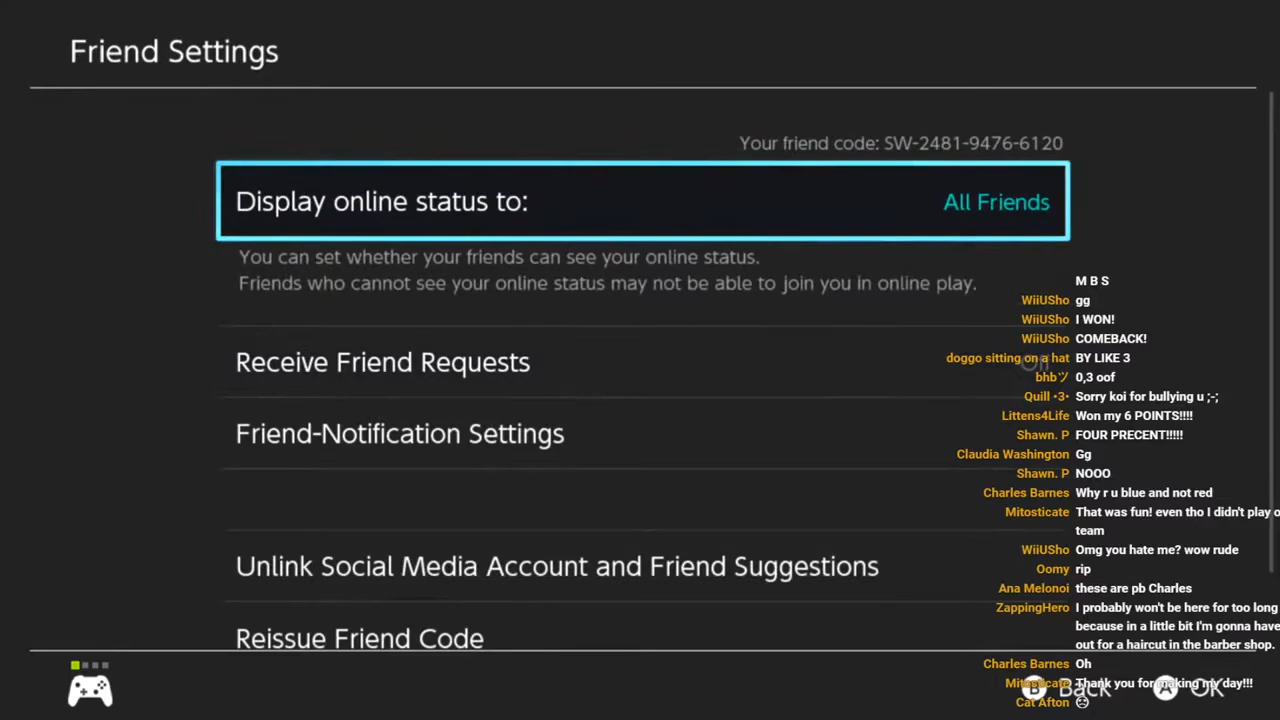 Friend Settings
Your friend code: SW-2481-9476-6120
Display online status to: All Friends
You can set whether your friends can see your online status.
Friends who cannot see your online status may not be able to join you in online play.
Receive Friend Requests
Friend-Notification Settings
Unlink Social Media Account and Friend Suggestions
Reissue Friend Code
M B S
WiiUSho gg
WiiUSho I WON!
WiiUSho COMEBACK!
doggo sitting on a hat BY LIKE 3
bhbツ 0,3 oof
Quill •3• Sorry koi for bullying u ;-;
Littens4Life Won my 6 POINTS!!!!
Shawn. P FOUR PRECENT!!!!!
Claudia Washington Gg
Shawn. P NOOO
Charles Barnes Why r u blue and not red
Mitosticate That was fun! even tho I didn't play o
team
WiiUSho Omg you hate me? wow rude
Oomy rip
Ana Melonoi these are pb Charles
ZappingHero I probably won't be here for too long
because in a little bit I'm gonna have
out for a haircut in the barber shop.
Charles Barnes Oh
Mitosticate Thank you for making my day!!!
Cat Afton ☹
B Back A OK